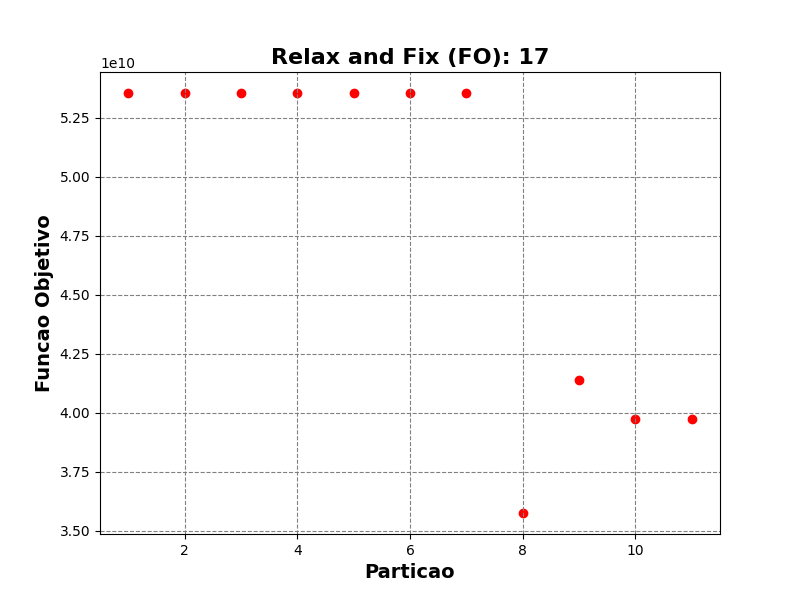 Relax and Fix (FO): 17
1e10
5.25
5.00
4.75
4.50
4.25
4.00
3.75
3.50
Funcao Objetivo
2 4 6 8 10
Particao